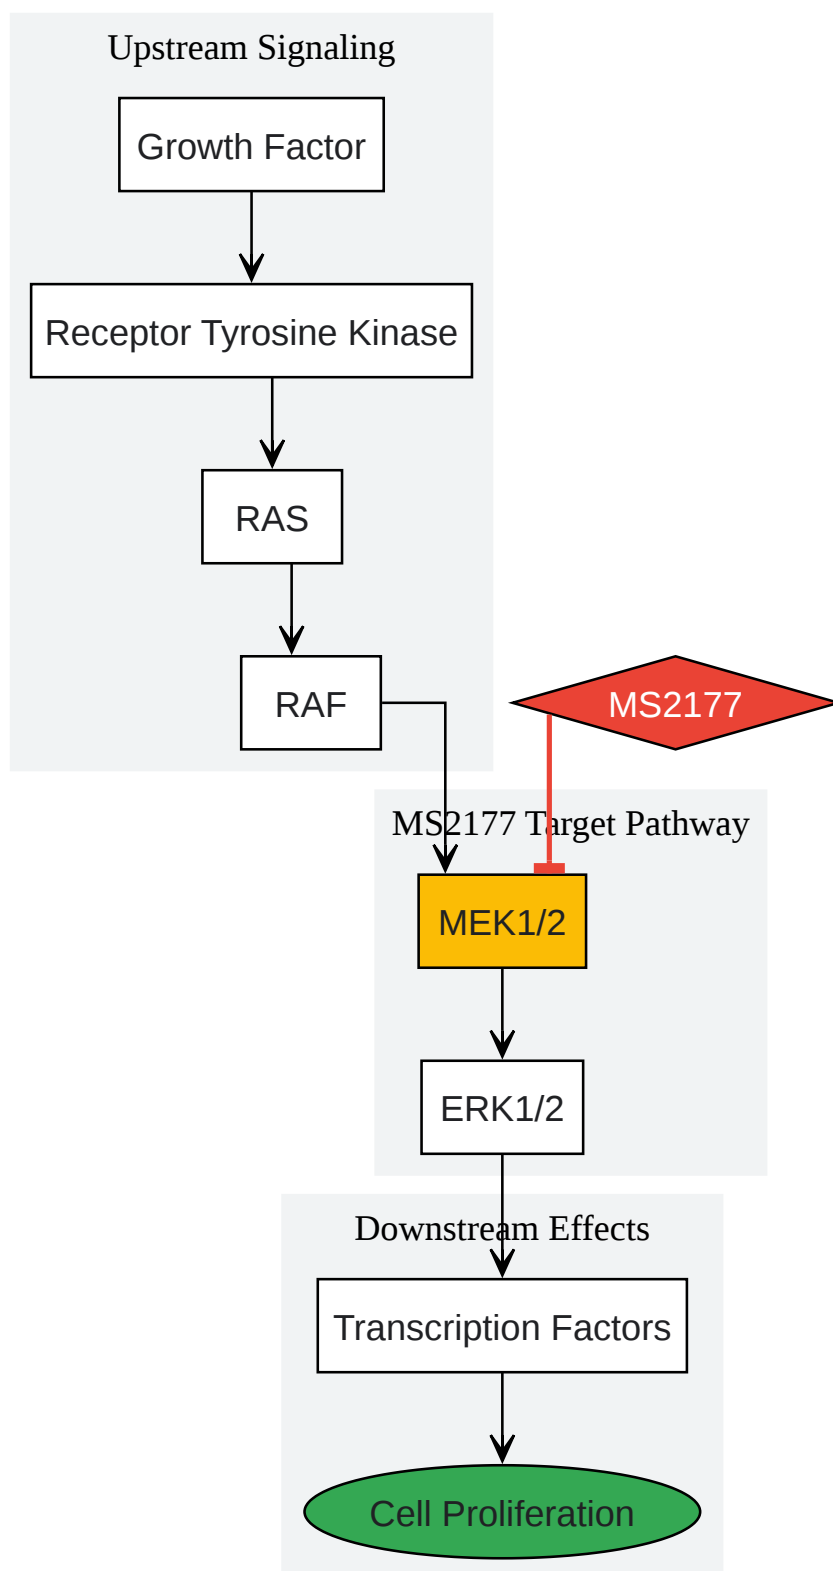 Upstream Signaling
Growth Factor
Receptor Tyrosine Kinase
RAS
RAF
MS2177
MS2177 Target Pathway
MEK1/2
ERK1/2
Downstream Effects
Transcription Factors
Cell Proliferation